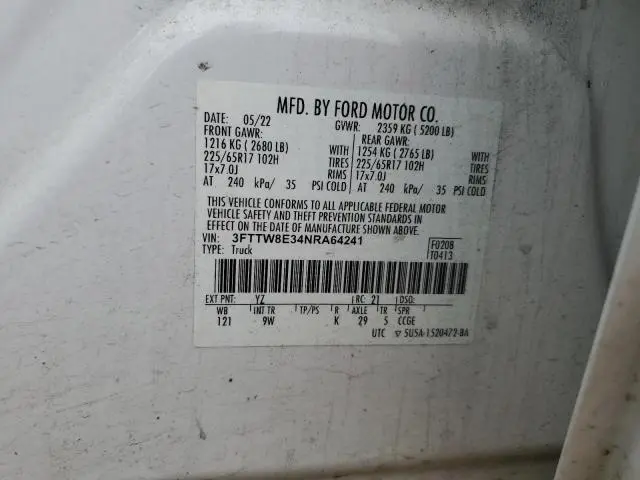 MFD. BY FORD MOTOR CO.
DATE: 05/22 GVWR: 2359 KG ( 5200 LB)
FRONT GAWR: REAR GAWR:
1216 KG ( 2680 LB) WITH 1254 KG ( 2765 LB) WITH
225/65R17 102H TIRES 225/65R17 102H TIRES
17x7.0J RIMS 17x7.0J RIMS
AT 240 kPa/ 35 PSI COLD AT 240 kPa/ 35 PSI COLD
THIS VEHICLE CONFORMS TO ALL APPLICABLE FEDERAL MOTOR
VEHICLE SAFETY AND THEFT PREVENTION STANDARDS IN
EFFECT ON THE DATE OF MANUFACTURE SHOWN ABOVE.
VIN: 3FTTW8E34NRA64241 F0208
TYPE: Truck T0413
EXT PNT: YZ RC: 21 DSO:
WB INT TR TP/PS R AXLE TR SPR
121 9W K 29 5 CCGE
UTC ▽ 5U5A-1520472-BA